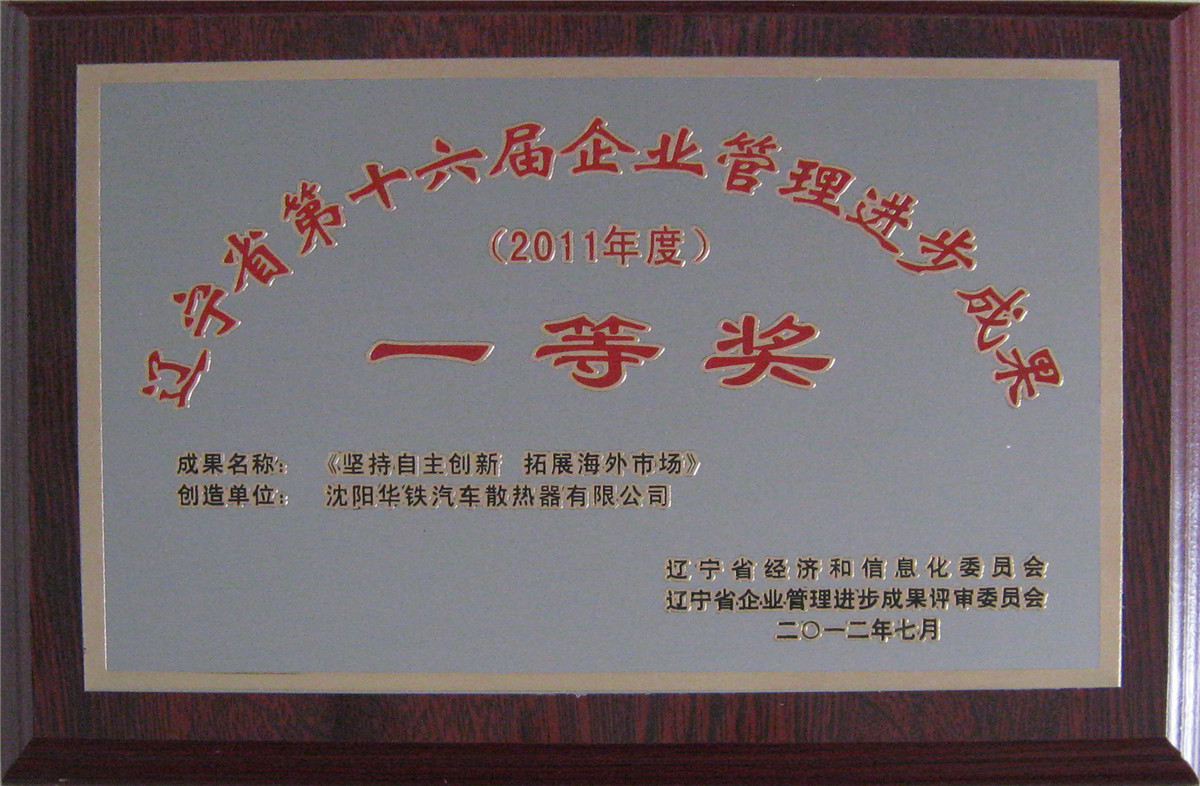 辽宁省第十六届企业管理进步成果
（2011年度）
一等奖
成果名称：《坚持自主创新 拓展海外市场》
创造单位：沈阳华铁汽车散热器有限公司
辽宁省经济和信息化委员会
辽宁省企业管理进步成果评审委员会
二〇一二年七月